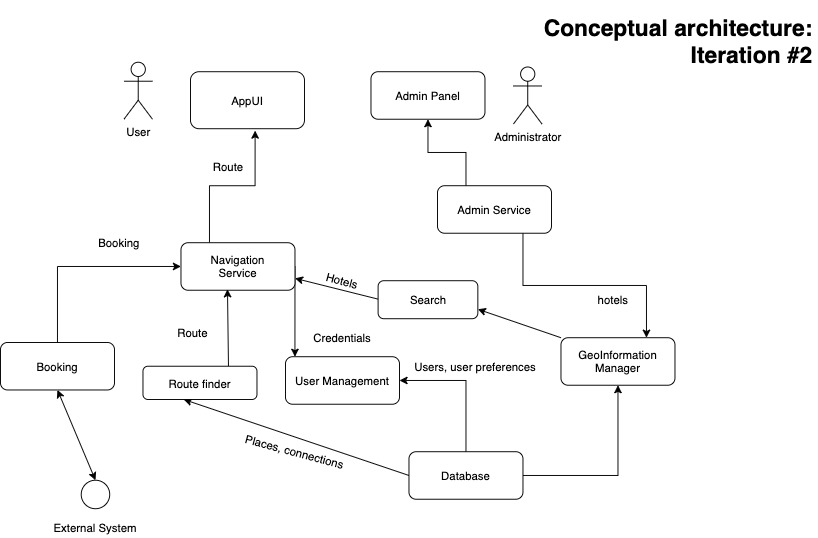 Conceptual architecture:
Iteration #2
User
AppUI
Admin Panel
Administrator
Route
Admin Service
Booking
Navigation
Service
Hotels
Search
hotels
Route
Credentials
GeoInformation
Manager
Booking
Route finder
User Management
Users, user preferences
Places, connections
Database
External System